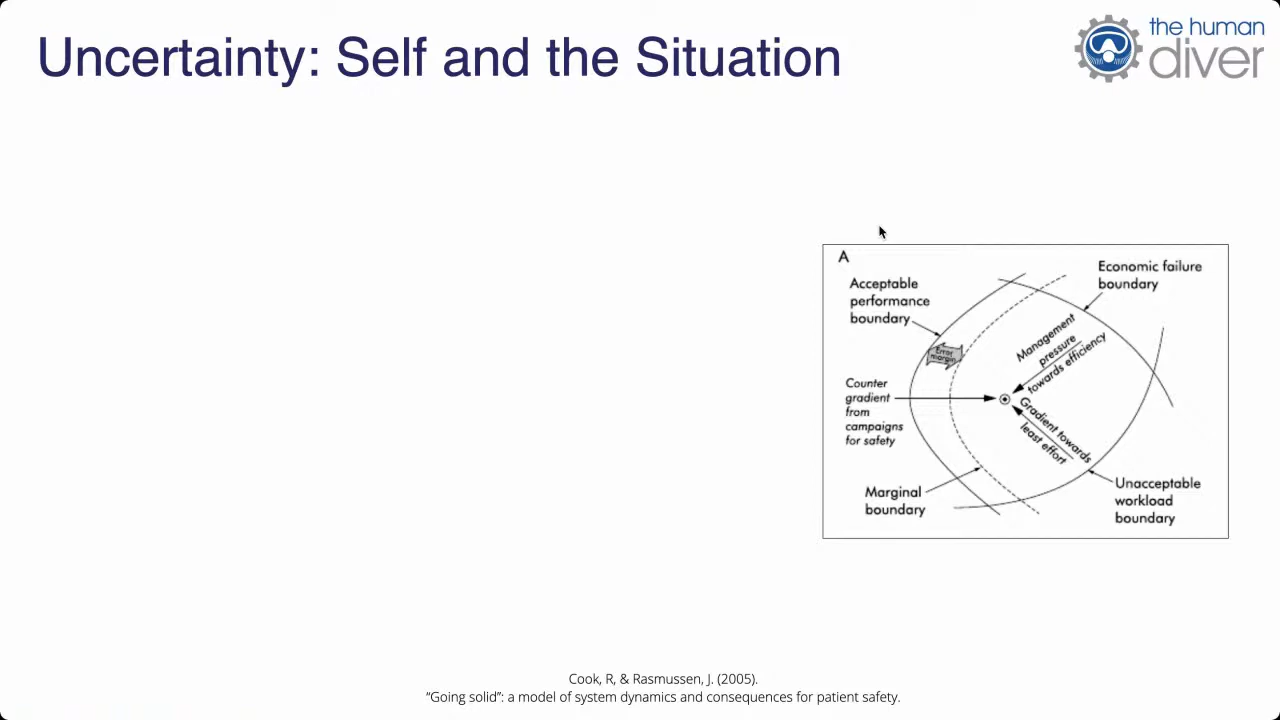 Uncertainty: Self and the Situation
the human
diver
A
Acceptable
performance
boundary
Economic failure
boundary
Error
margin
Management
pressure
towards efficiency
Counter
gradient
from
campaigns
for safety
Gradient towards
least effort
Marginal
boundary
Unacceptable
workload
boundary
Cook, R, & Rasmussen, J. (2005).
“Going solid”: a model of system dynamics and consequences for patient safety.